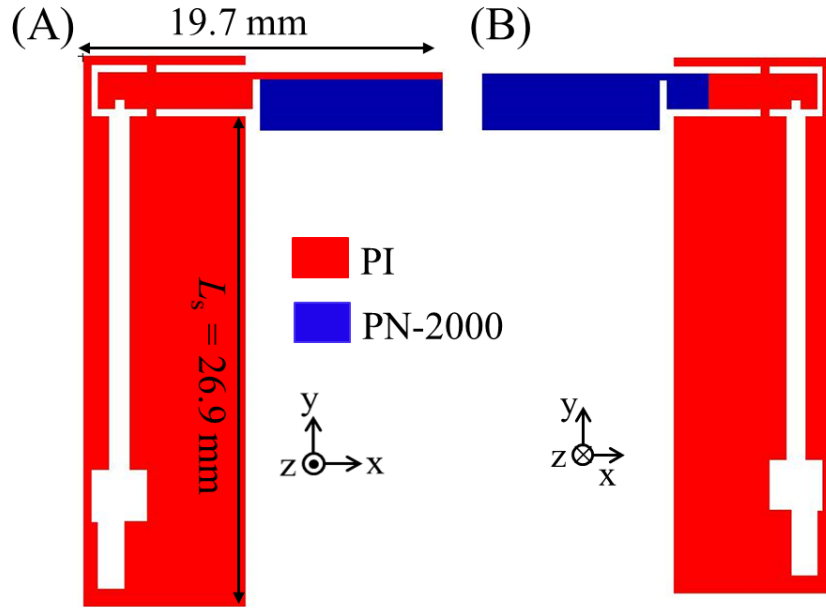 (A)
19.7 mm
(B)
Ls = 26.9 mm
PI
PN-2000
y
z
x
y
z
x